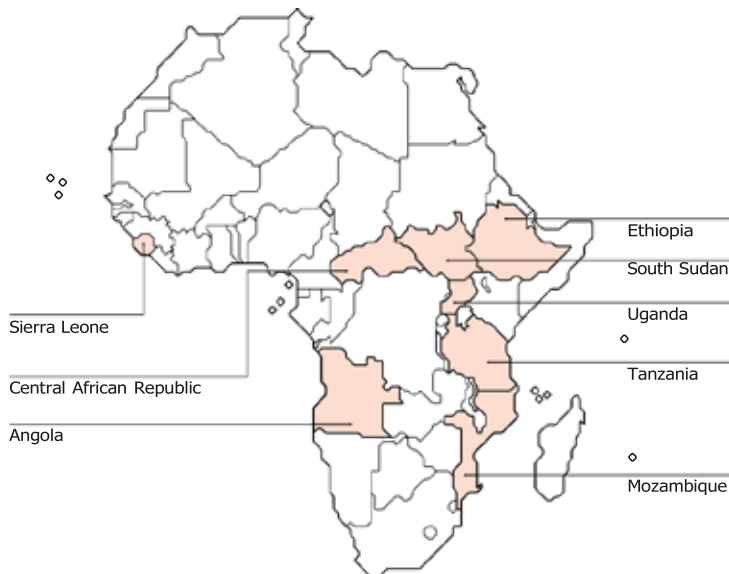 Ethiopia
South Sudan
Uganda
Sierra Leone
Tanzania
Central African Republic
Angola
Mozambique